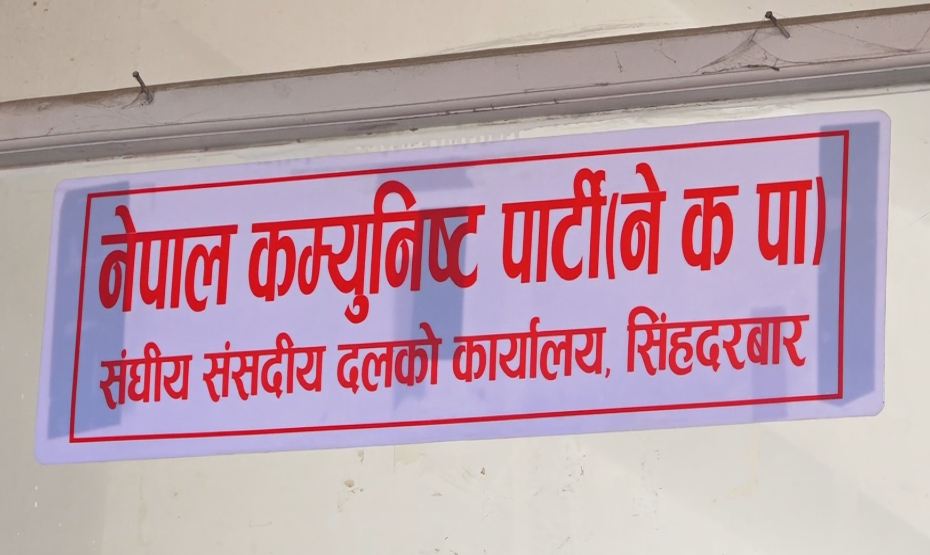 नेपाल कम्युनिष्ट पार्टी(ने क पा)
संघीय संसदीय दलको कार्यालय, सिंहदरबार